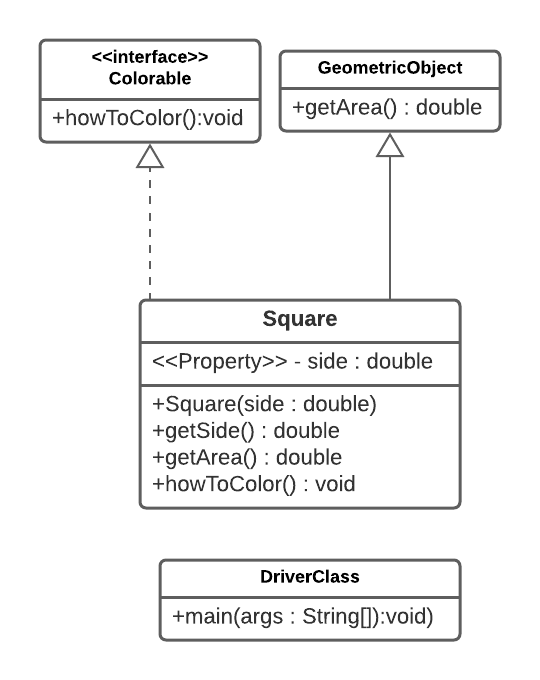 <<interface>>
Colorable
+howToColor():void
GeometricObject
+getArea() : double
Square
<<Property>> - side : double
+Square(side : double)
+getSide() : double
+getArea() : double
+howToColor() : void
DriverClass
+main(args : String[]):void)